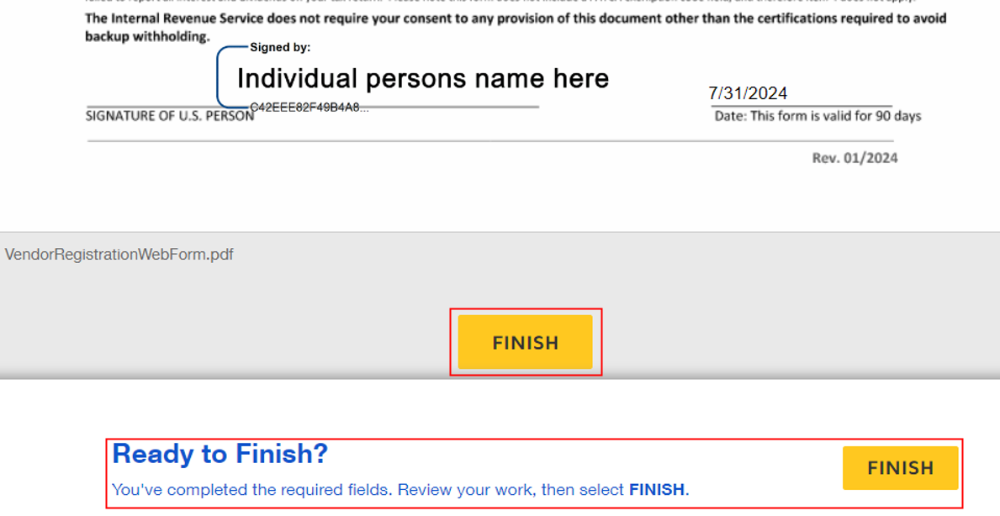 The Internal Revenue Service does not require your consent to any provision of this document other than the certifications required to avoid
backup withholding.
Signed by:
Individual persons name here
C42EEE82F49B4A8...
7/31/2024
SIGNATURE OF U.S. PERSON
Date: This form is valid for 90 days
Rev. 01/2024
VendorRegistrationWebForm.pdf
FINISH
Ready to Finish?
You've completed the required fields. Review your work, then select FINISH.
FINISH